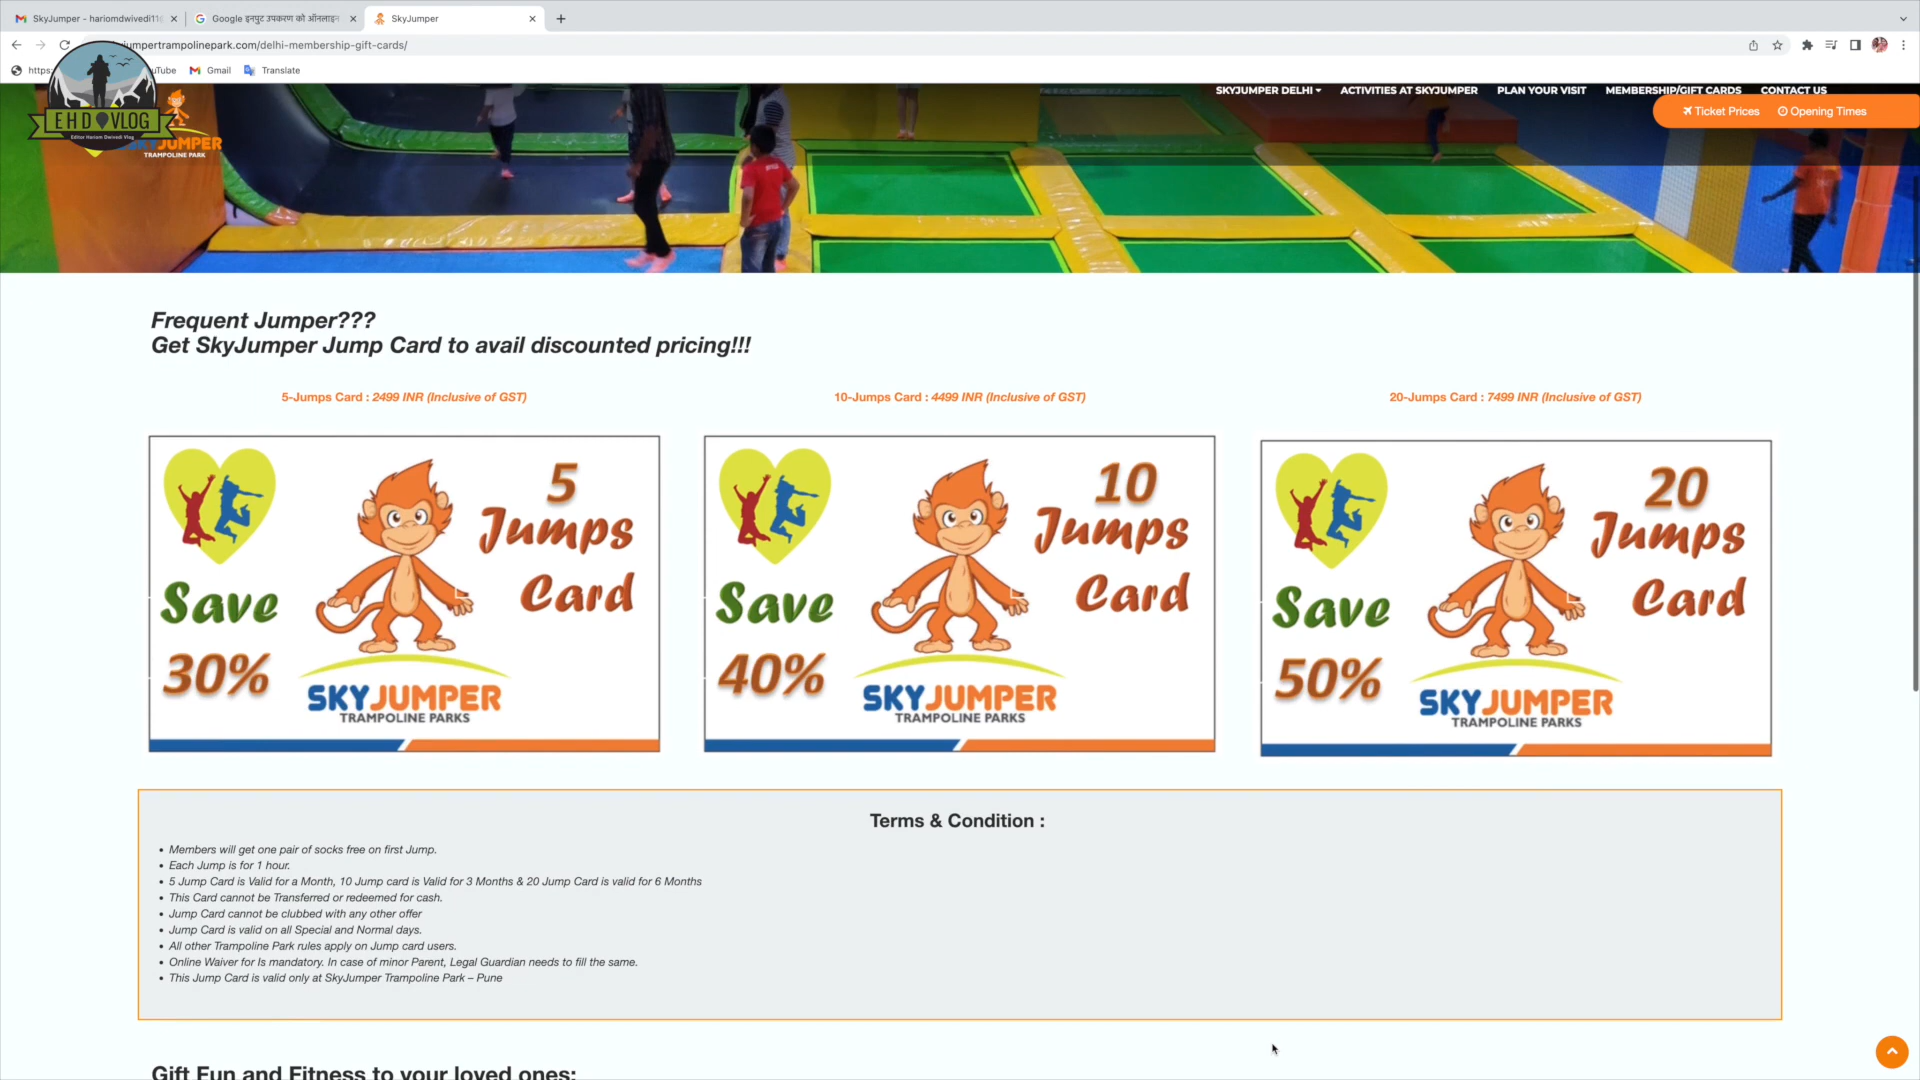 SkyJumper - hariomdwivedi11
Google इनपुट उपकरण को ऑनलाइन
SkyJumper
jumpertrampolinepark.com/delhi-membership-gift-cards/
https:
uTube
Gmail
Translate
EHD VLOG
Editor Hariom Dwivedi Vlog
JUMPER
TRAMPOLINE PARK
SKYJUMPER DELHI
ACTIVITIES AT SKYJUMPER
PLAN YOUR VISIT
MEMBERSHIP/GIFT CARDS
CONTACT US
Ticket Prices
Opening Times
Frequent Jumper???
Get SkyJumper Jump Card to avail discounted pricing!!!
5-Jumps Card : 2499 INR (Inclusive of GST)
10-Jumps Card : 4499 INR (Inclusive of GST)
20-Jumps Card : 7499 INR (Inclusive of GST)
5
Jumps
Card
Save
30%
SKYJUMPER
TRAMPOLINE PARKS
10
Jumps
Card
Save
40%
SKYJUMPER
TRAMPOLINE PARKS
20
Jumps
Card
Save
50%
SKYJUMPER
TRAMPOLINE PARKS
Terms & Condition :
• Members will get one pair of socks free on first Jump.
• Each Jump is for 1 hour.
• 5 Jump Card is Valid for a Month, 10 Jump card is Valid for 3 Months & 20 Jump Card is valid for 6 Months
• This Card cannot be Transferred or redeemed for cash.
• Jump Card cannot be clubbed with any other offer
• Jump Card is valid on all Special and Normal days.
• All other Trampoline Park rules apply on Jump card users.
• Online Waiver for Is mandatory. In case of minor Parent, Legal Guardian needs to fill the same.
• This Jump Card is valid only at SkyJumper Trampoline Park – Pune
Gift Fun and Fitness to your loved ones: